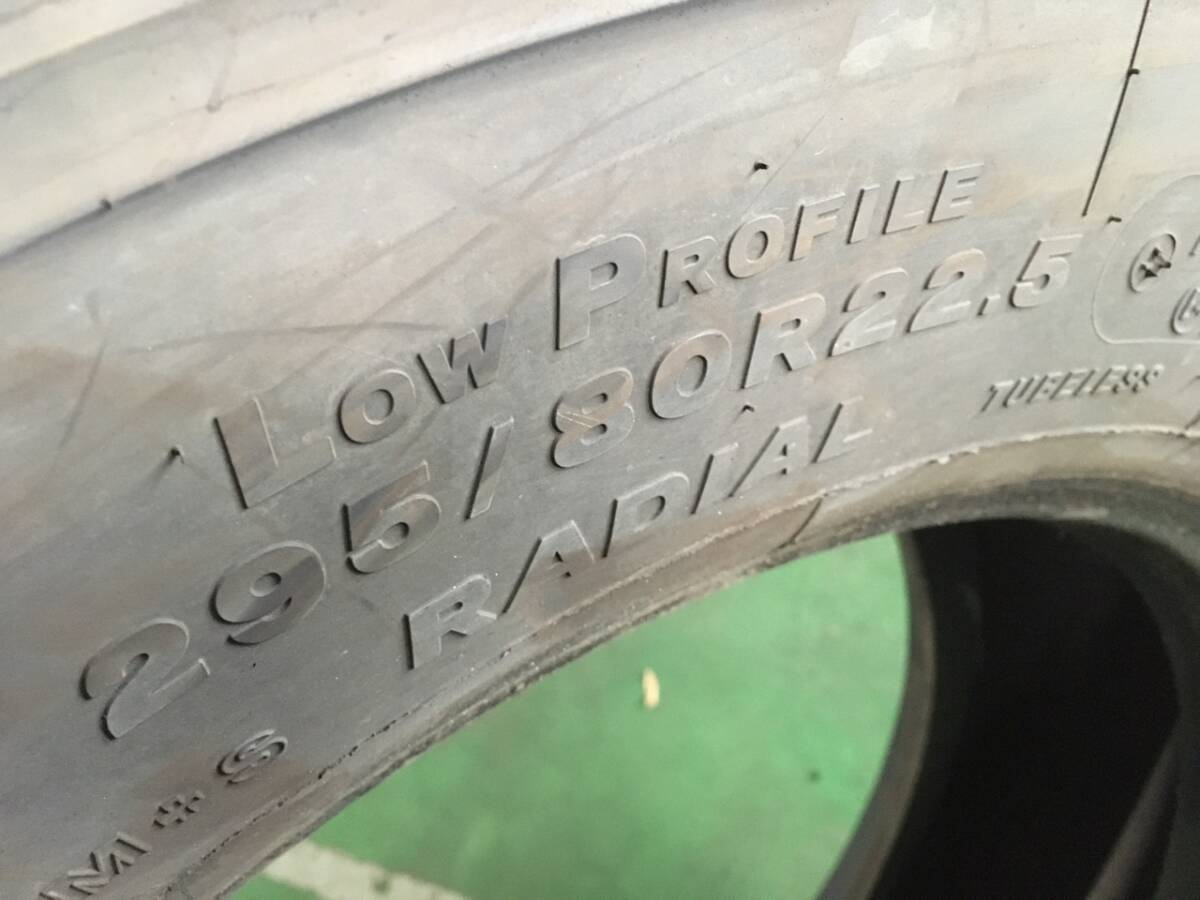 LOW PROFILE
295/80R22.5
RADIAL
TUBELESS
M+S